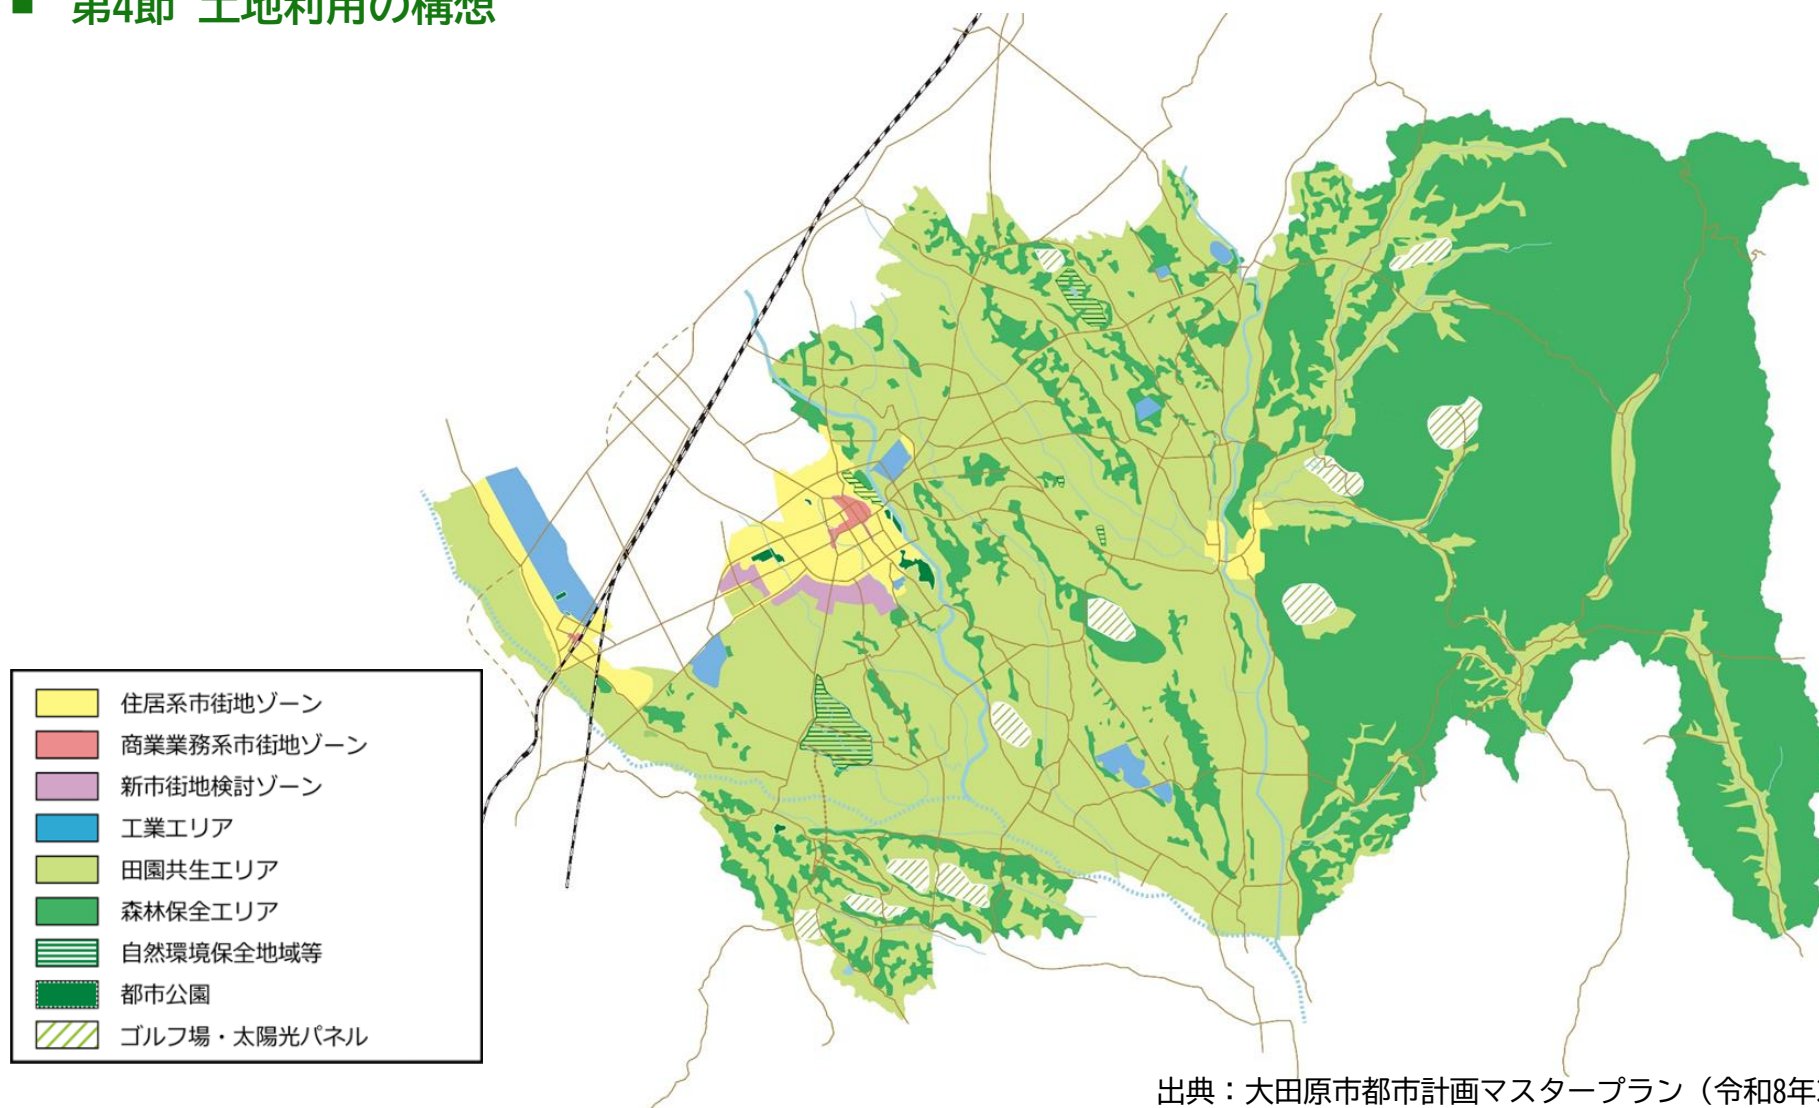 ■ 第4節 土地利用の構想
住居系市街地ゾーン
商業業務系市街地ゾーン
新市街地検討ゾーン
工業エリア
田園共生エリア
森林保全エリア
自然環境保全地域等
都市公園
ゴルフ場・太陽光パネル
出典：大田原市都市計画マスタープラン（令和8年